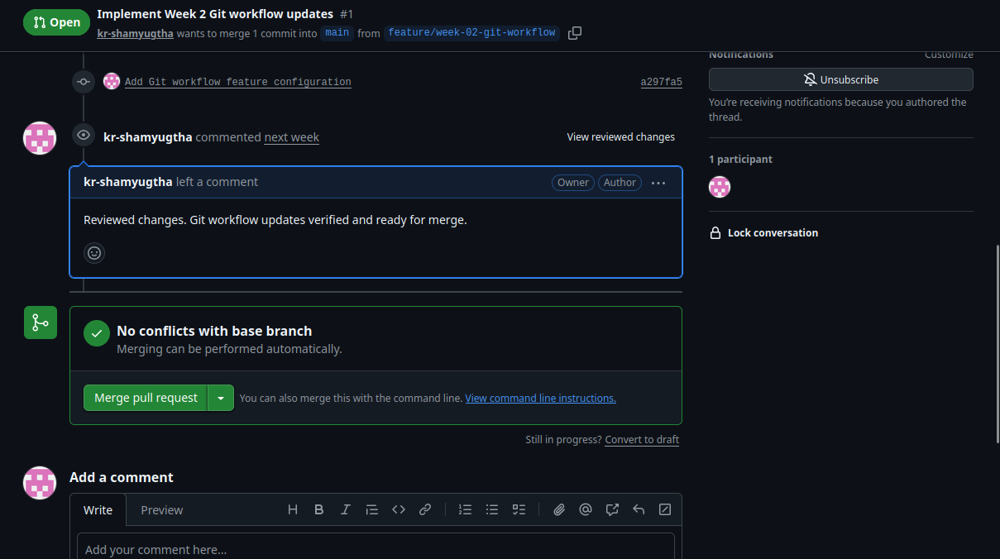 Open
Implement Week 2 Git workflow updates #1
kr-shamyugtha wants to merge 1 commit into main from feature/week-02-git-workflow
Add Git workflow feature configuration a297fa5
kr-shamyugtha commented next week View reviewed changes
kr-shamyugtha left a comment Owner Author
Reviewed changes. Git workflow updates verified and ready for merge.
No conflicts with base branch
Merging can be performed automatically.
Merge pull request You can also merge this with the command line. View command line instructions.
Still in progress? Convert to draft
Add a comment
Write Preview
Add your comment here...
Notifications Customize
Unsubscribe
You're receiving notifications because you authored the
thread.
1 participant
Lock conversation